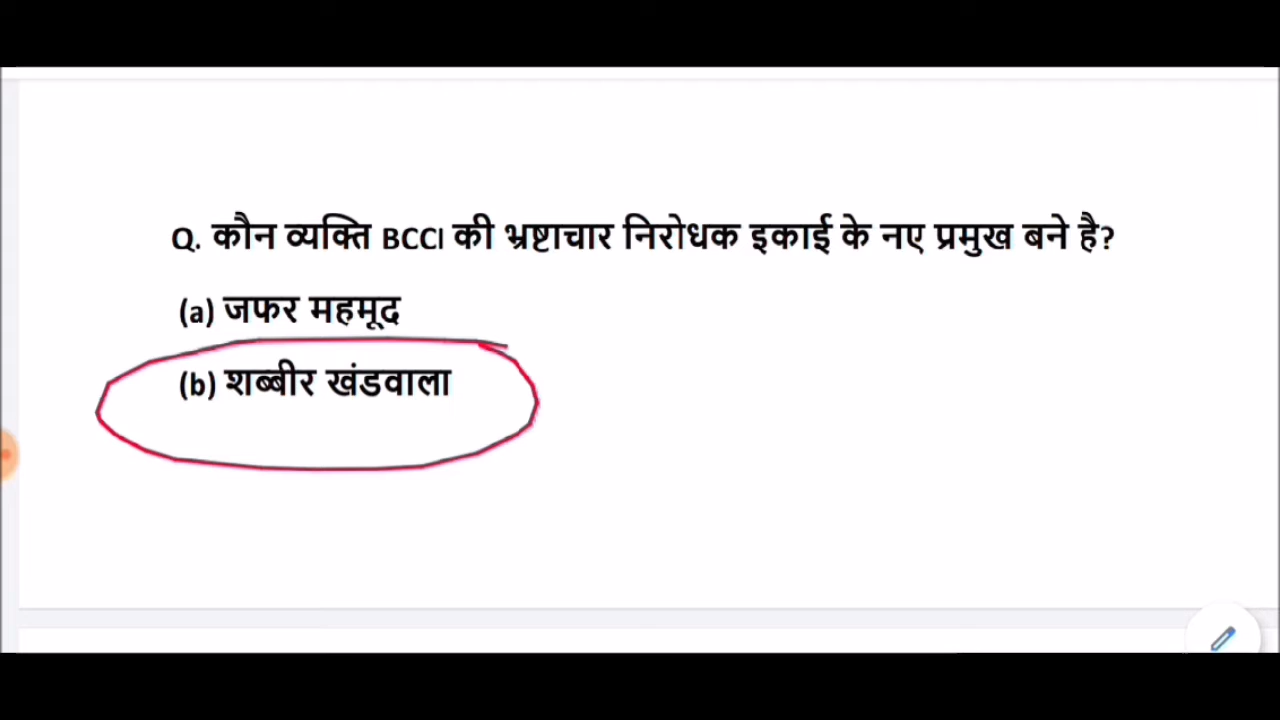 Q. कौन व्यक्ति BCCI की भ्रष्टाचार निरोधक इकाई के नए प्रमुख बने है?
(a) जफर महमूद
(b) शब्बीर खंडवाला